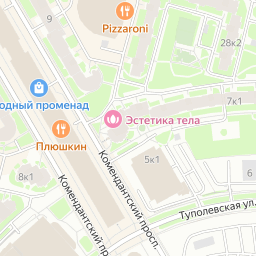 9
Pizzaroni
28к2
одный променад
7к1
Эстетика тела
Плюшкин
5к1
8к1
6
Комендантский просп.
Туполевская ул.
Комендантский пр